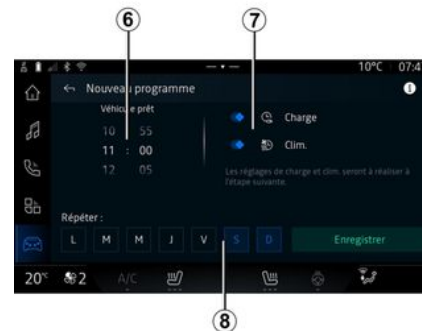 6 7
10°C 07:4
Nouveau programme
Véhicule prêt
10 55
11 : 00
12 05
Charge
Clim.
Les réglages de charge et clim. seront à réaliser à
l'étape suivante.
Répéter :
L M M J V S D Enregistrer
20°C 2 A/C
8